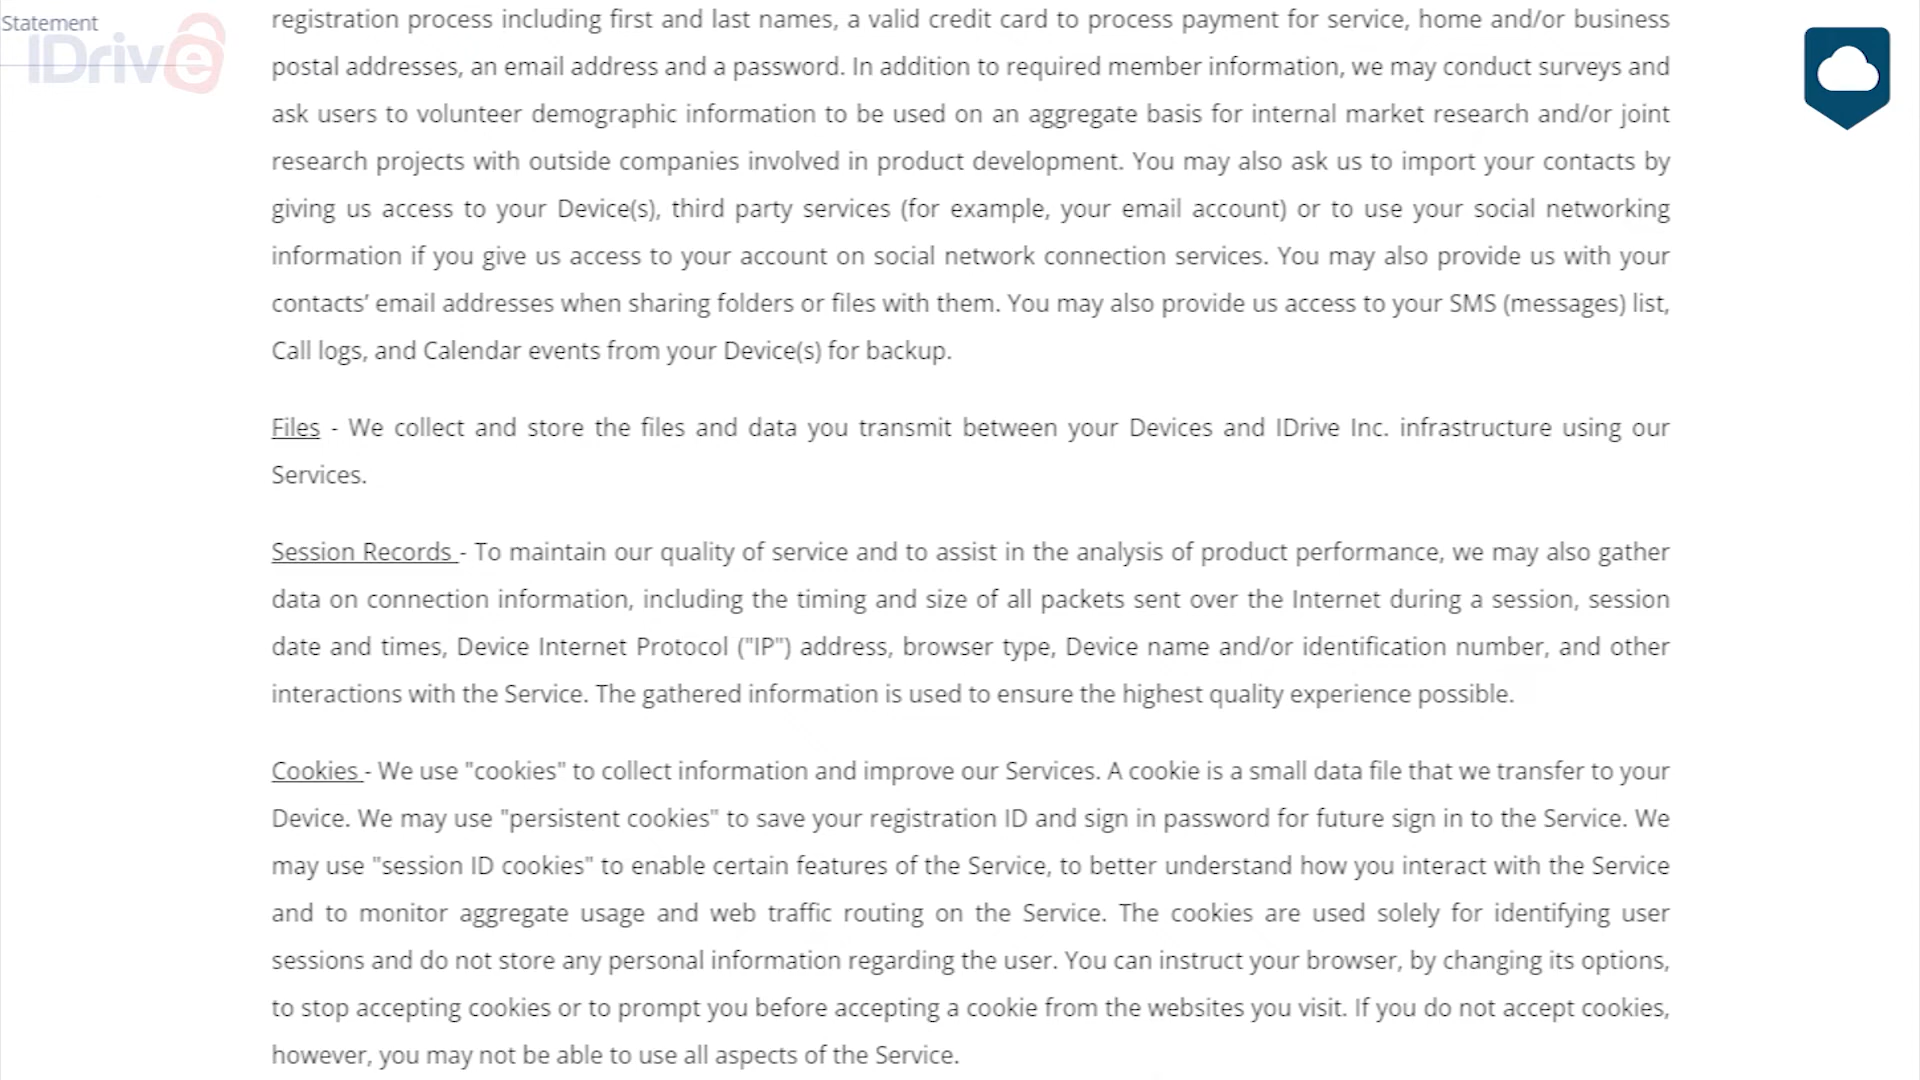 Statement
IDrive
registration process including first and last names, a valid credit card to process payment for service, home and/or business
postal addresses, an email address and a password. In addition to required member information, we may conduct surveys and
ask users to volunteer demographic information to be used on an aggregate basis for internal market research and/or joint
research projects with outside companies involved in product development. You may also ask us to import your contacts by
giving us access to your Device(s), third party services (for example, your email account) or to use your social networking
information if you give us access to your account on social network connection services. You may also provide us with your
contacts' email addresses when sharing folders or files with them. You may also provide us access to your SMS (messages) list,
Call logs, and Calendar events from your Device(s) for backup.
Files - We collect and store the files and data you transmit between your Devices and IDrive Inc. infrastructure using our
Services.
Session Records - To maintain our quality of service and to assist in the analysis of product performance, we may also gather
data on connection information, including the timing and size of all packets sent over the Internet during a session, session
date and times, Device Internet Protocol ("IP") address, browser type, Device name and/or identification number, and other
interactions with the Service. The gathered information is used to ensure the highest quality experience possible.
Cookies - We use "cookies" to collect information and improve our Services. A cookie is a small data file that we transfer to your
Device. We may use "persistent cookies" to save your registration ID and sign in password for future sign in to the Service. We
may use "session ID cookies" to enable certain features of the Service, to better understand how you interact with the Service
and to monitor aggregate usage and web traffic routing on the Service. The cookies are used solely for identifying user
sessions and do not store any personal information regarding the user. You can instruct your browser, by changing its options,
to stop accepting cookies or to prompt you before accepting a cookie from the websites you visit. If you do not accept cookies,
however, you may not be able to use all aspects of the Service.